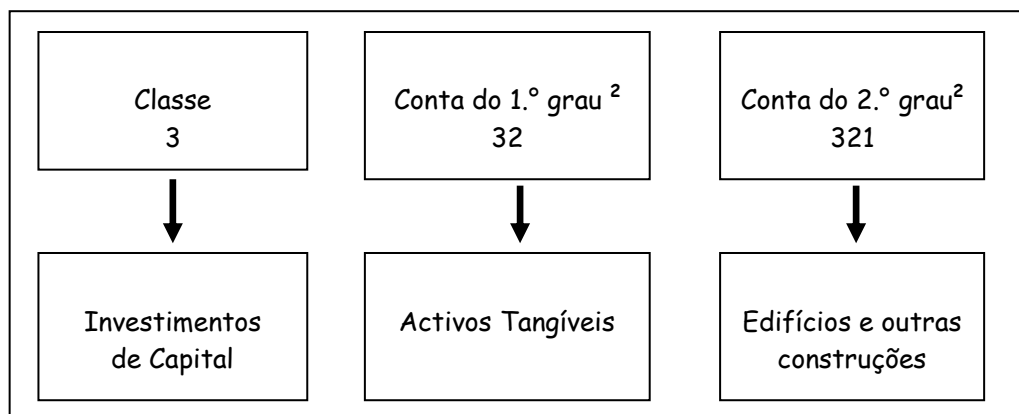 Classe
3
Conta do 1.º grau ²
32
Conta do 2.º grau²
321
Investimentos
de Capital
Activos Tangíveis
Edifícios e outras
construções